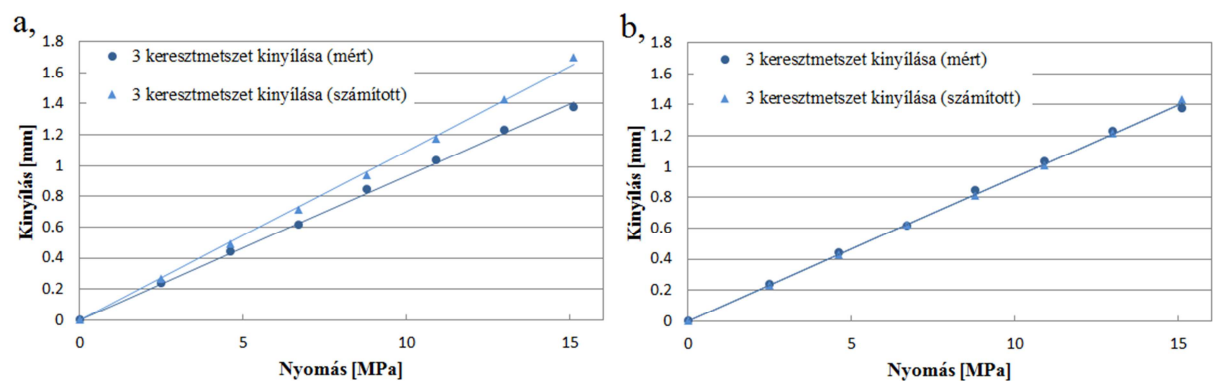 a,
1.8
1.6
1.4
1.2
1
0.8
0.6
0.4
0.2
0
Kinyílás [mm]
3 keresztmetszet kinyílása (mért)
3 keresztmetszet kinyílása (számított)
0 5 10 15
Nyomás [MPa]
b,
1.8
1.6
1.4
1.2
1
0.8
0.6
0.4
0.2
0
Kinyílás [mm]
3 keresztmetszet kinyílása (mért)
3 keresztmetszet kinyílása (számított)
0 5 10 15
Nyomás [MPa]